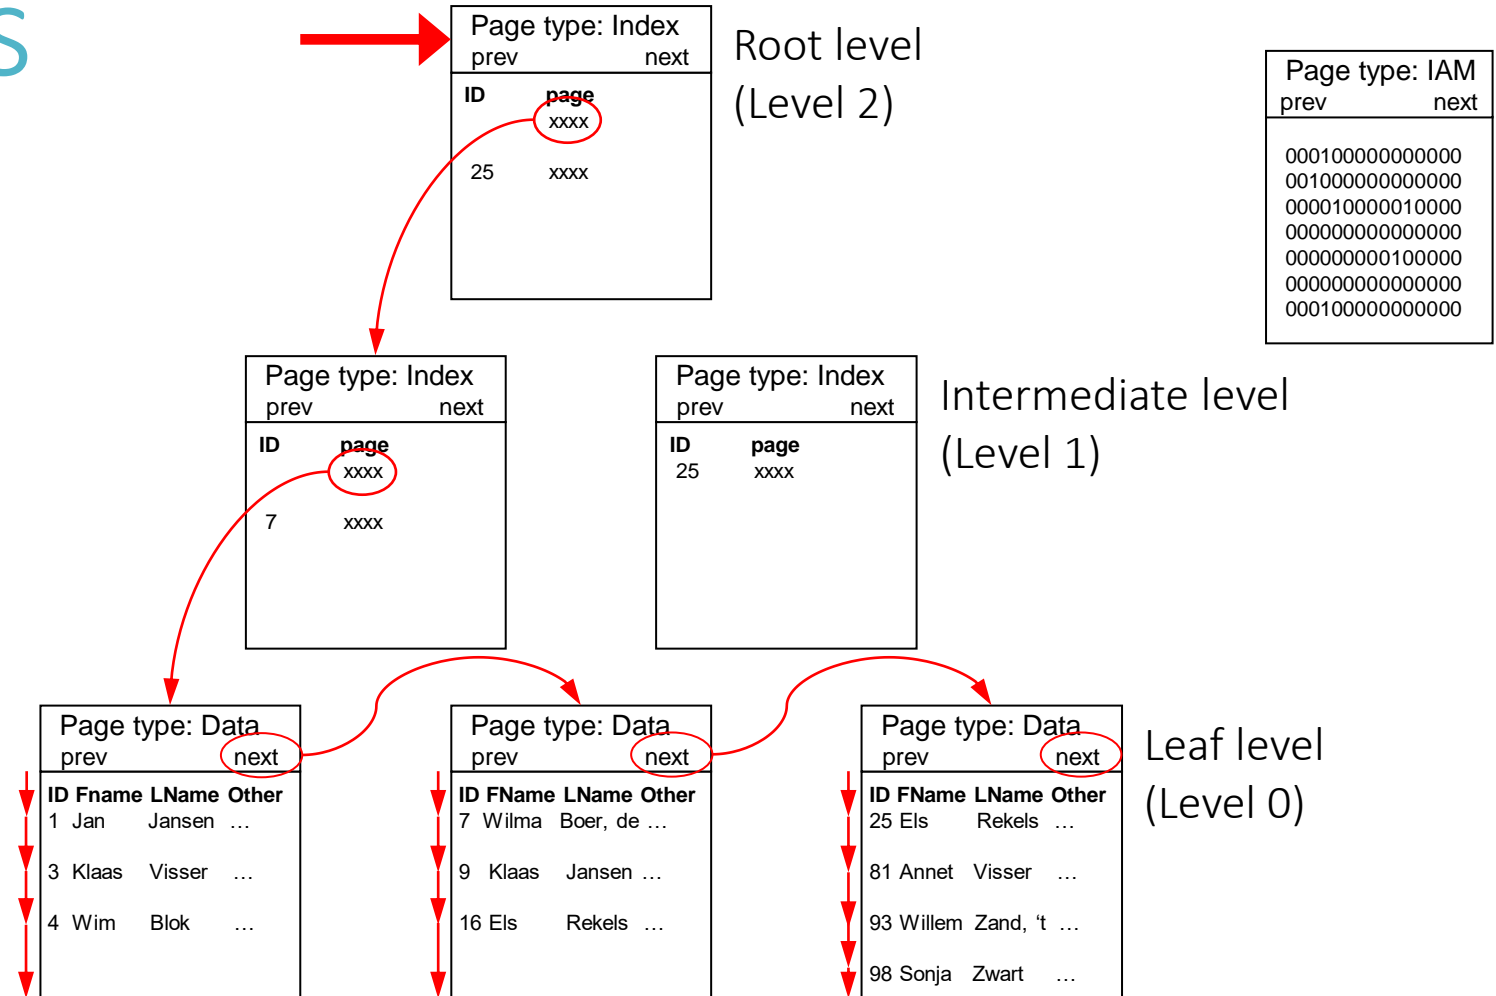 S
Page type: Index
prev next
ID page
xxxx
25 xxxx
Root level
(Level 2)
Page type: IAM
prev next
000100000000000
001000000000000
000010000010000
000000000000000
000000000100000
000000000000000
000100000000000
Page type: Index
prev next
ID page
xxxx
7 xxxx
Page type: Index
prev next
ID page
25 xxxx
Intermediate level
(Level 1)
Page type: Data
prev next
ID Fname LName Other
1 Jan Jansen …
3 Klaas Visser …
4 Wim Blok …
Page type: Data
prev next
ID FName LName Other
7 Wilma Boer, de …
9 Klaas Jansen …
16 Els Rekels …
Page type: Data
prev next
ID FName LName Other
25 Els Rekels …
81 Annet Visser …
93 Willem Zand, ‘t …
98 Sonja Zwart …
Leaf level
(Level 0)